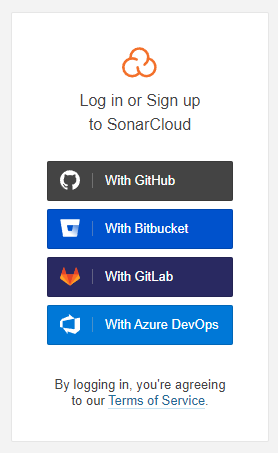 Log in or Sign up
to SonarCloud
With GitHub
With Bitbucket
With GitLab
With Azure DevOps
By logging in, you're agreeing
to our Terms of Service.